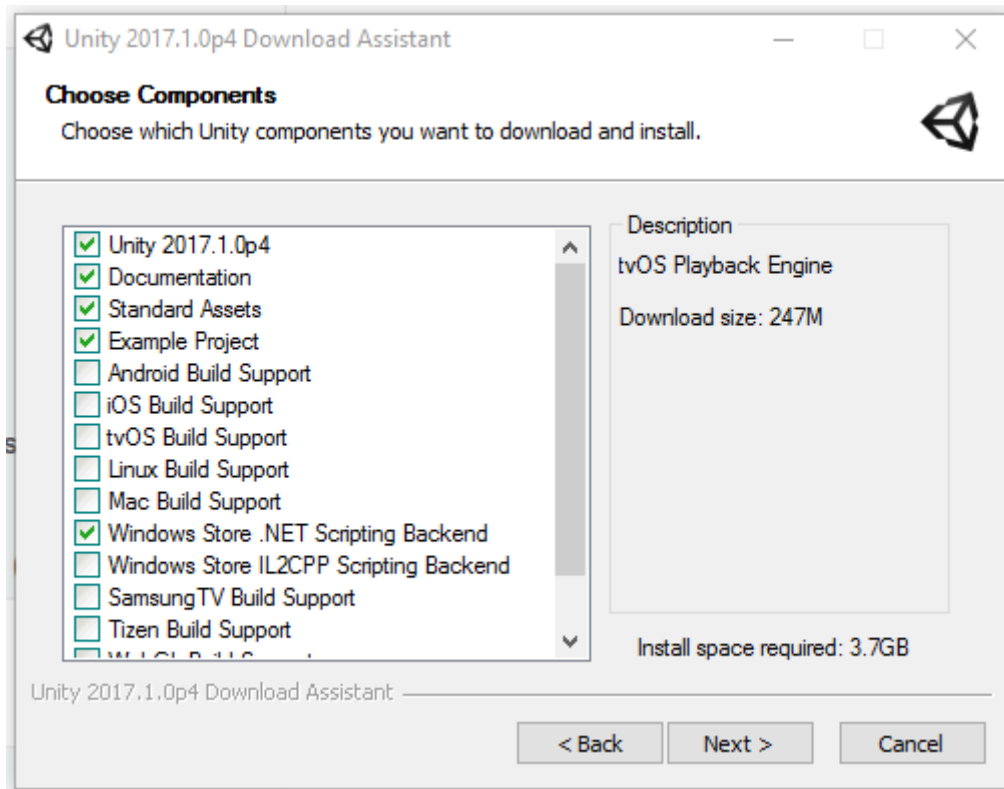 Unity 2017.1.0p4 Download Assistant
Choose Components
Choose which Unity components you want to download and install.
Unity 2017.1.0p4
Documentation
Standard Assets
Example Project
Android Build Support
iOS Build Support
tvOS Build Support
Linux Build Support
Mac Build Support
Windows Store .NET Scripting Backend
Windows Store IL2CPP Scripting Backend
SamsungTV Build Support
Tizen Build Support
Description
tvOS Playback Engine
Download size: 247M
Install space required: 3.7GB
Unity 2017.1.0p4 Download Assistant
< Back
Next >
Cancel